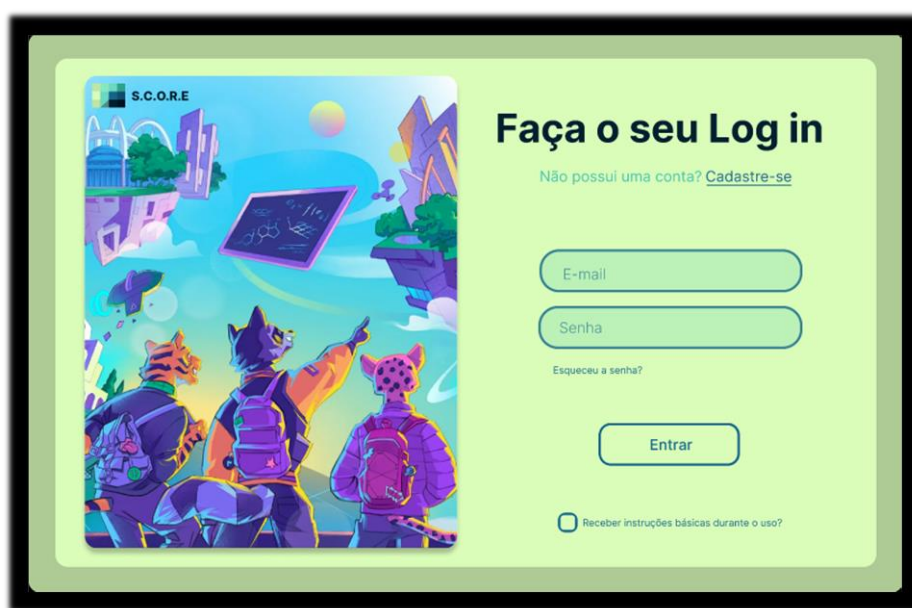 S.C.O.R.E
Faça o seu Log in
Não possui uma conta? Cadastre-se
E-mail
Senha
Esqueceu a senha?
Entrar
Receber instruções básicas durante o uso?